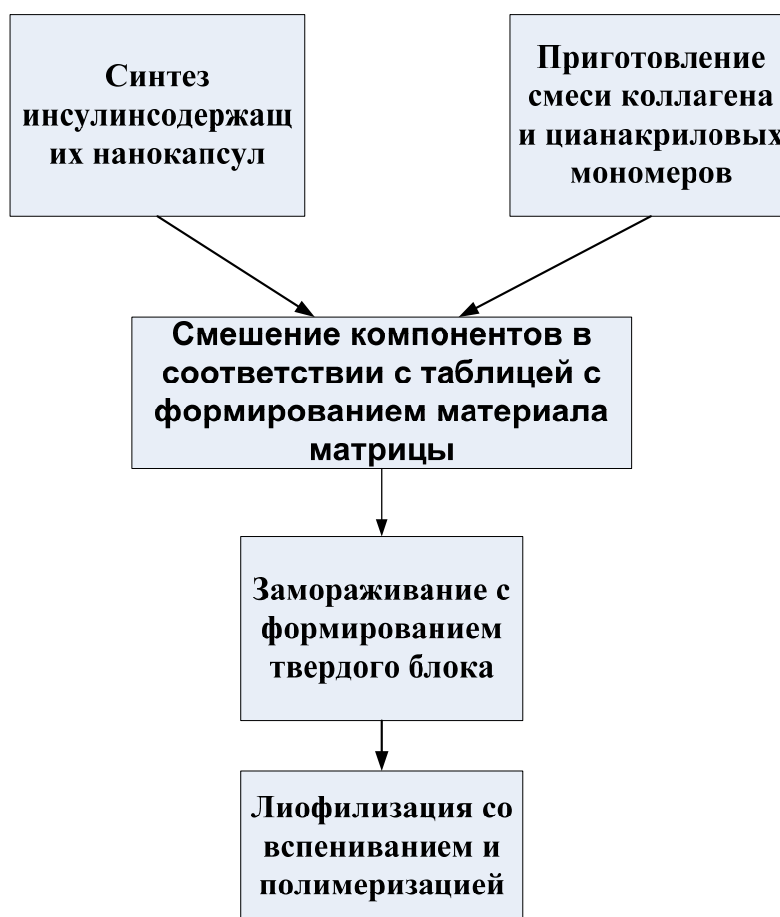 Синтез
инсулинсодержащ
их нанокапсул
Приготовление
смеси коллагена
и цианакриловых
мономеров
Смешение компонентов в
соответствии с таблицей с
формированием материала
матрицы
Замораживание с
формированием
твердого блока
Лиофилизация со
вспениванием и
полимеризацией